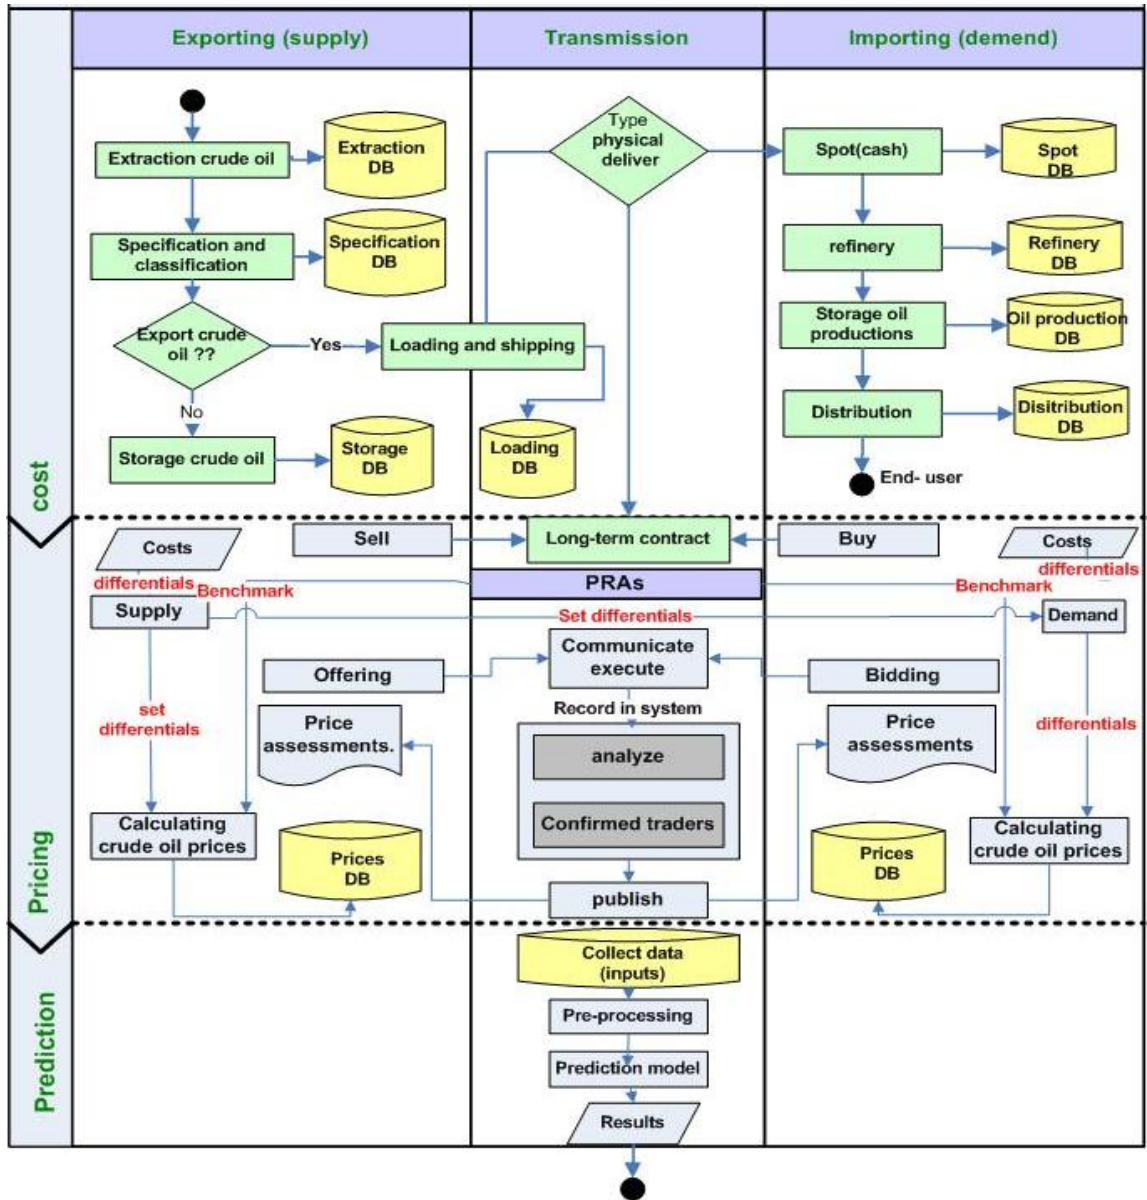 Exporting (supply)
Transmission
Importing (demend)
cost
Extraction crude oil
Extraction
DB
Specification and
classification
Specification
DB
Export crude
oil ??
Yes
No
Storage crude oil
Storage
DB
Loading and shipping
Loading
DB
Type
physical
deliver
Spot(cash)
Spot
DB
refinery
Refinery
DB
Storage oil
productions
Oil production
DB
Distribution
Disitribution
DB
End- user
Pricing
Costs
differentials
Benchmark
Supply
set
differentials
Calculating
crude oil prices
Prices
DB
Sell
Long-term contract
Buy
PRAs
Set differentials
Offering
Communicate
execute
Bidding
Record in system
Price
assessments.
analyze
Confirmed traders
publish
Price
assessments
Costs
differentials
Benchmark
Demand
differentials
Calculating
crude oil prices
Prices
DB
Prediction
Collect data
(inputs)
Pre-processing
Prediction model
Results